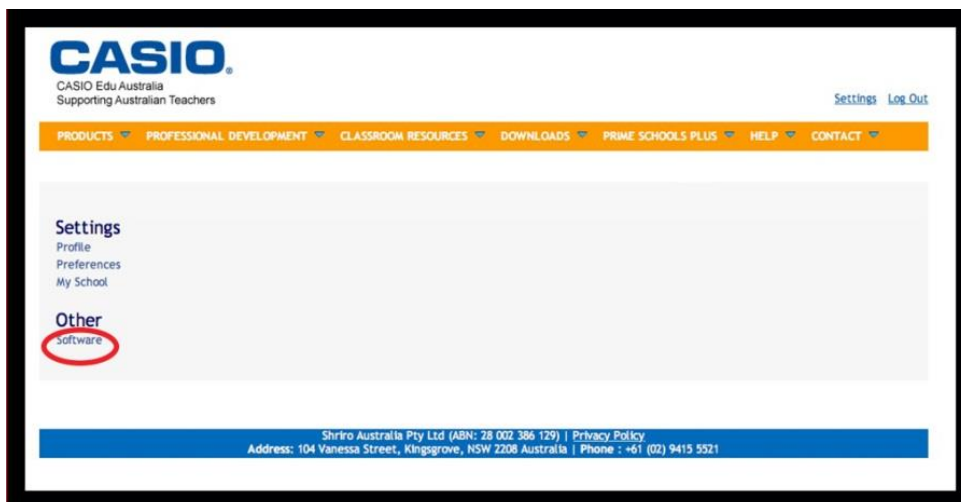 CASIO®
CASIO Edu Australia
Supporting Australian Teachers
Settings Log Out
PRODUCTS PROFESSIONAL DEVELOPMENT CLASSROOM RESOURCES DOWNLOADS PRIME SCHOOLS PLUS HELP CONTACT
Settings
Profile
Preferences
My School
Other
Software
Shriro Australia Pty Ltd (ABN: 28 002 386 129) | Privacy Policy
Address: 104 Vanessa Street, Kingsgrove, NSW 2208 Australia | Phone : +61 (02) 9415 5521